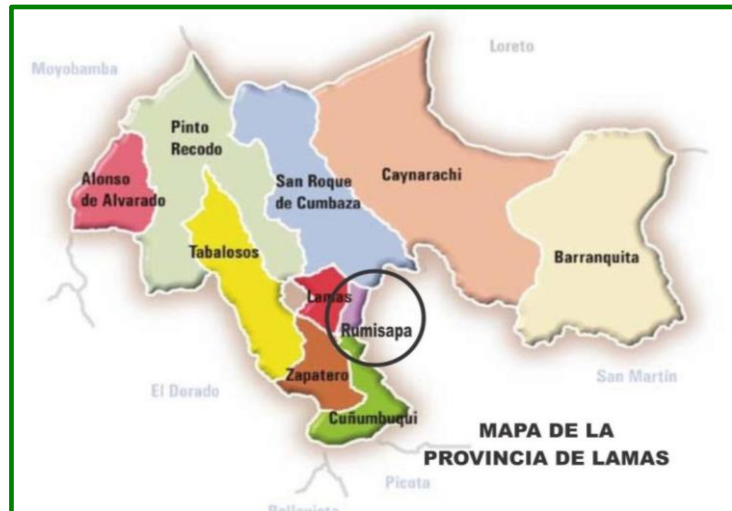 Loreto
Moyobamba
Pinto
Recodo
Alonso
de Alvarado
San Roque
de Cumbaza
Caynarachi
Tabalosos
Barranquita
Lamas
Rumisapa
Zapatero
San Martín
El Dorado
Cuñumbuqui
MAPA DE LA
PROVINCIA DE LAMAS
Picota
Bellavista